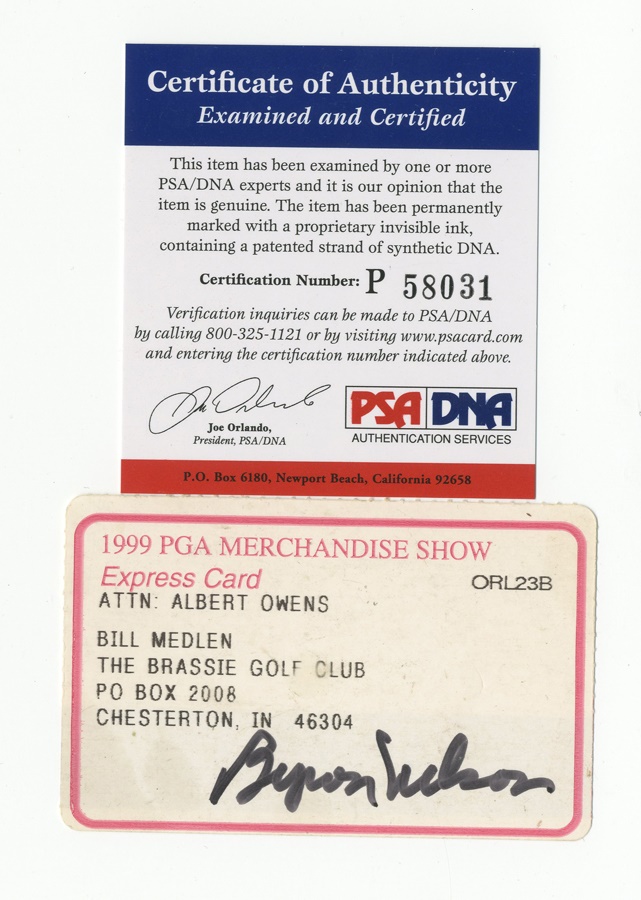 Certificate of Authenticity
Examined and Certified
This item has been examined by one or more
PSA/DNA experts and it is our opinion that the
item is genuine. The item has been permanently
marked with a proprietary invisible ink,
containing a patented strand of synthetic DNA.
Certification Number: P 58031
Verification inquiries can be made to PSA/DNA
by calling 800-325-1121 or by visiting www.psacard.com
and entering the certification number indicated above.
Joe Orlando,
President, PSA/DNA
PSA DNA
AUTHENTICATION SERVICES
P.O. Box 6180, Newport Beach, California 92658
1999 PGA MERCHANDISE SHOW
Express Card
ORL23B
ATTN: ALBERT OWENS
BILL MEDLEN
THE BRASSIE GOLF CLUB
PO BOX 2008
CHESTERTON, IN 46304
Byron Nelson